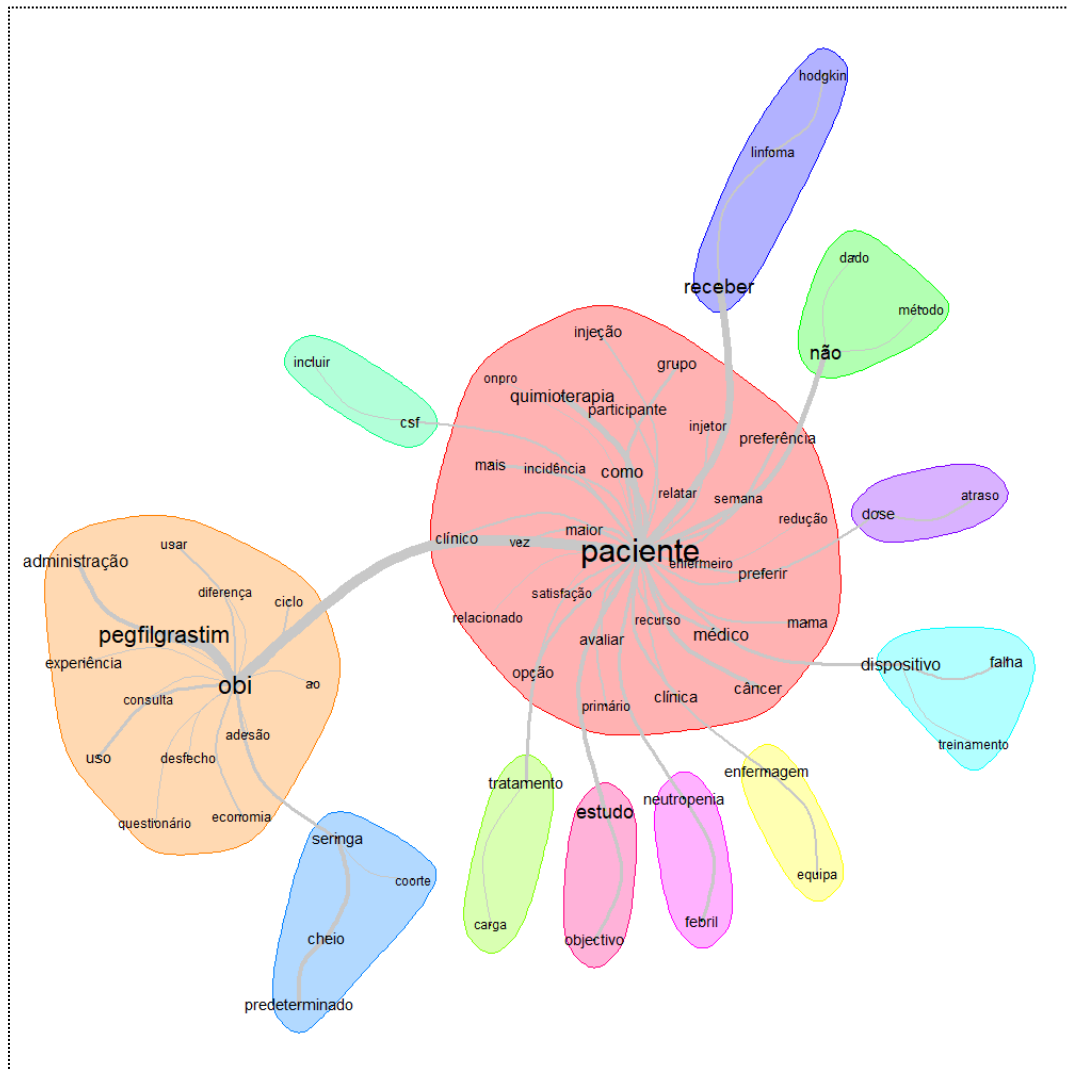 hodgkin
linfoma
receber
dado
método
não
incluir
csf
injeção
grupo
onpro
quimioterapia
participante
injetor
preferência
mais
incidência
como
relatar
semana
redução
clínico
vez
maior
paciente
enfermeiro
preferir
satisfação
relacionado
recurso
médico
mama
avaliar
opção
primário
clínica
câncer
dose
atraso
dispositivo
falha
treinamento
administração
usar
diferença
ciclo
pegfilgrastim
experiência
obi
ao
consulta
adesão
uso
desfecho
questionário
economia
seringa
coorte
cheio
predeterminado
tratamento
carga
estudo
objectivo
neutropenia
febril
enfermagem
equipa